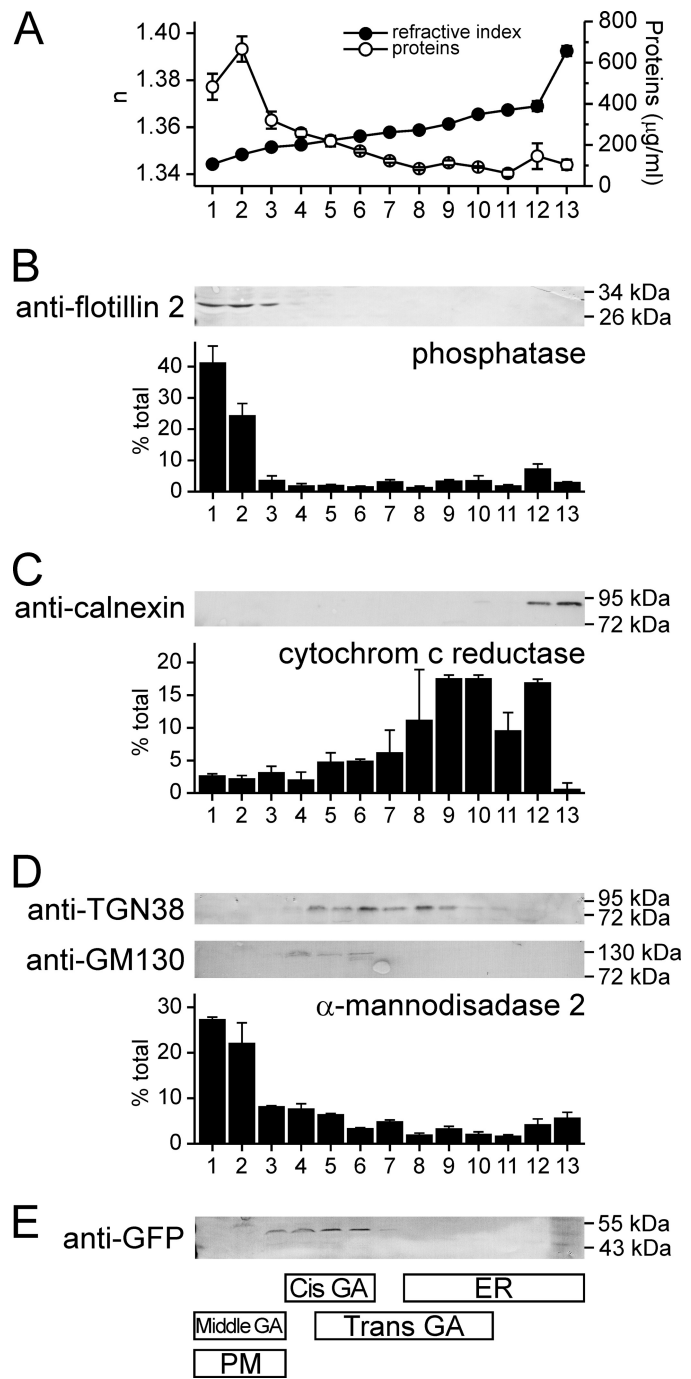 A
n
1.40
1.38
1.36
1.34
refractive index
proteins
800
600
400
200
0
Proteins (µg/ml)
1 2 3 4 5 6 7 8 9 10 11 12 13
B
anti-flotillin 2
34 kDa
26 kDa
phosphatase
% total
40
30
20
10
0
1 2 3 4 5 6 7 8 9 10 11 12 13
C
anti-calnexin
95 kDa
72 kDa
cytochrom c reductase
% total
20
15
10
5
0
1 2 3 4 5 6 7 8 9 10 11 12 13
D
anti-TGN38
95 kDa
72 kDa
anti-GM130
130 kDa
72 kDa
α-mannodisadase 2
% total
30
20
10
0
1 2 3 4 5 6 7 8 9 10 11 12 13
E
anti-GFP
55 kDa
43 kDa
Cis GA
ER
Middle GA
Trans GA
PM